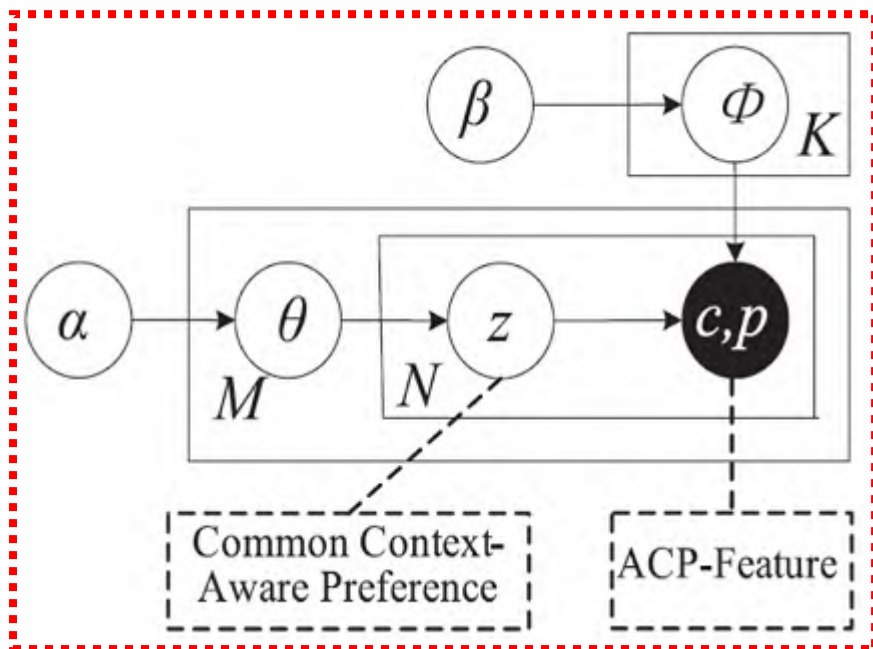 β
Φ
K
α
θ
z
c,p
M
N
Common Context-
Aware Preference
ACP-Feature